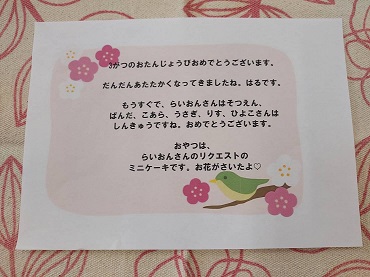 3がつのおたんじょうびおめでとうございます。
だんだんあたたかくなってきましたね。はるです。
もうすぐで、らいおんさんはそつえん、
ぱんだ、こあら、うさぎ、りす、ひよこさんは
しんきゅうですね。おめでとうございます。
おやつは、
らいおんさんのリクエストの
ミニケーキです。お花がさいたよ♡